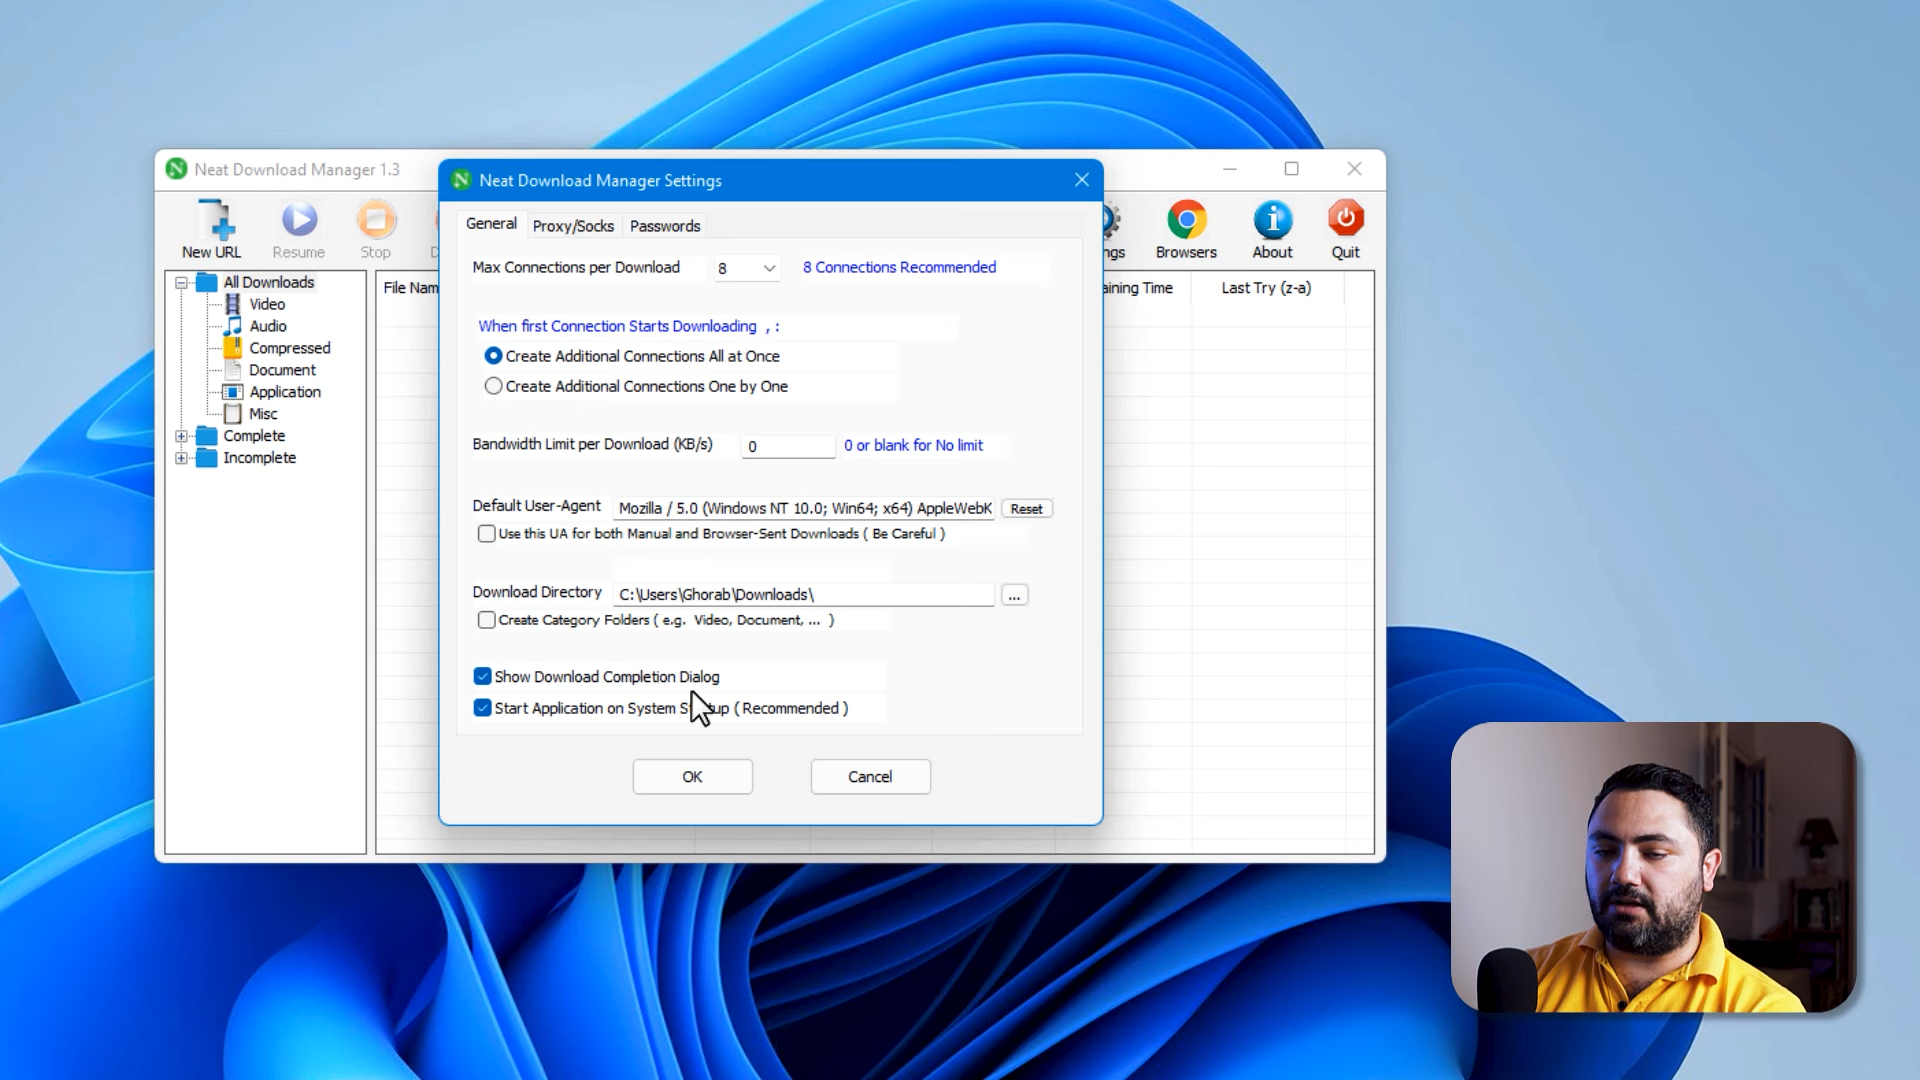 Neat Download Manager 1.3
Neat Download Manager Settings
New URL
Resume
Stop
Browsers
About
Quit
General
Proxy/Socks
Passwords
All Downloads
Video
Audio
Compressed
Document
Application
Misc
Complete
Incomplete
File Nam
aining Time
Last Try (z-a)
Max Connections per Download
8
8 Connections Recommended
When first Connection Starts Downloading , :
Create Additional Connections All at Once
Create Additional Connections One by One
Bandwidth Limit per Download (KB/s)
0
0 or blank for No limit
Default User-Agent
Mozilla / 5.0 (Windows NT 10.0; Win64; x64) AppleWebK
Reset
Use this UA for both Manual and Browser-Sent Downloads ( Be Careful )
Download Directory
C:\Users\Ghorab\Downloads\
...
Create Category Folders ( e.g. Video, Document, ... )
Show Download Completion Dialog
Start Application on System ( Recommended )
OK
Cancel